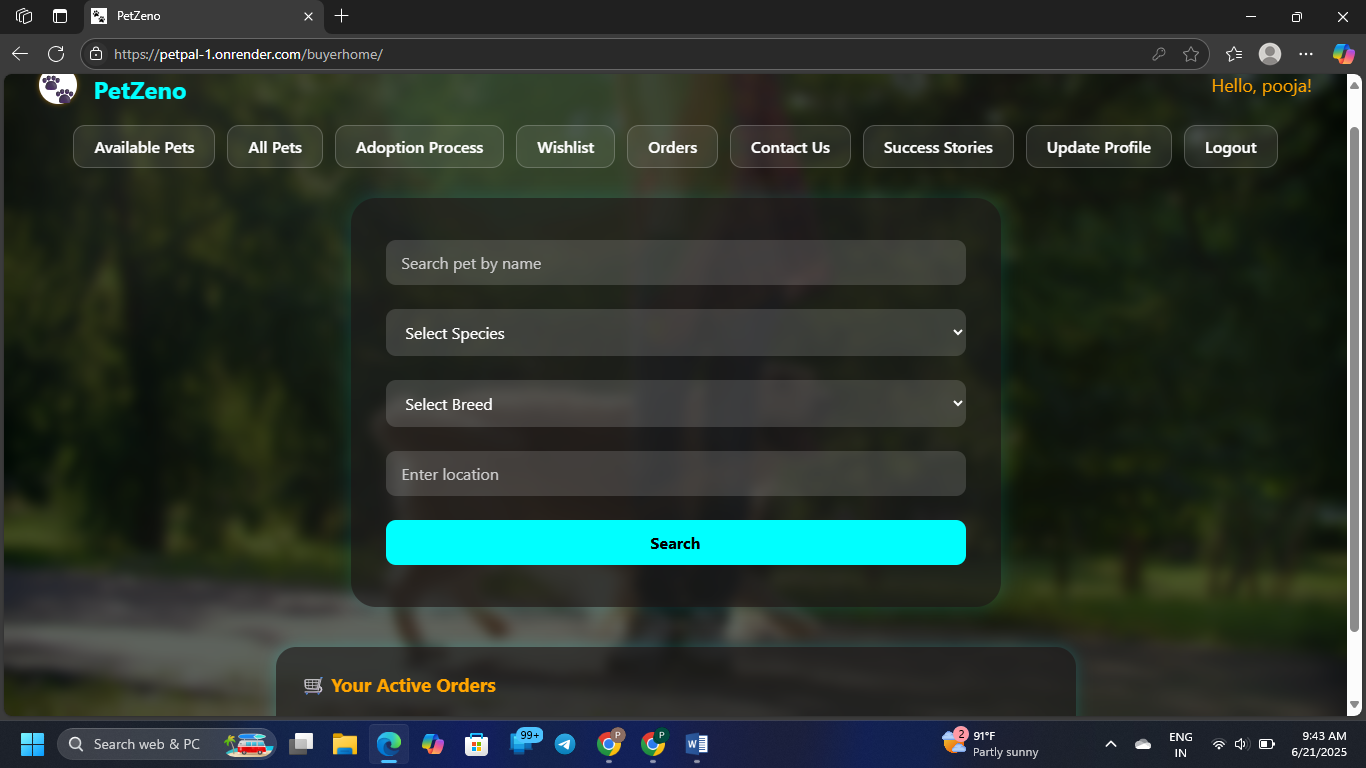 PetZeno
https://petpal-1.onrender.com/buyerhome/
PetZeno
Hello, pooja!
Available Pets
All Pets
Adoption Process
Wishlist
Orders
Contact Us
Success Stories
Update Profile
Logout
Search pet by name
Select Species
Select Breed
Enter location
Search
Your Active Orders
Search web & PC
99+
P
P
W
2
91°F
Partly sunny
ENG
IN
9:43 AM
6/21/2025